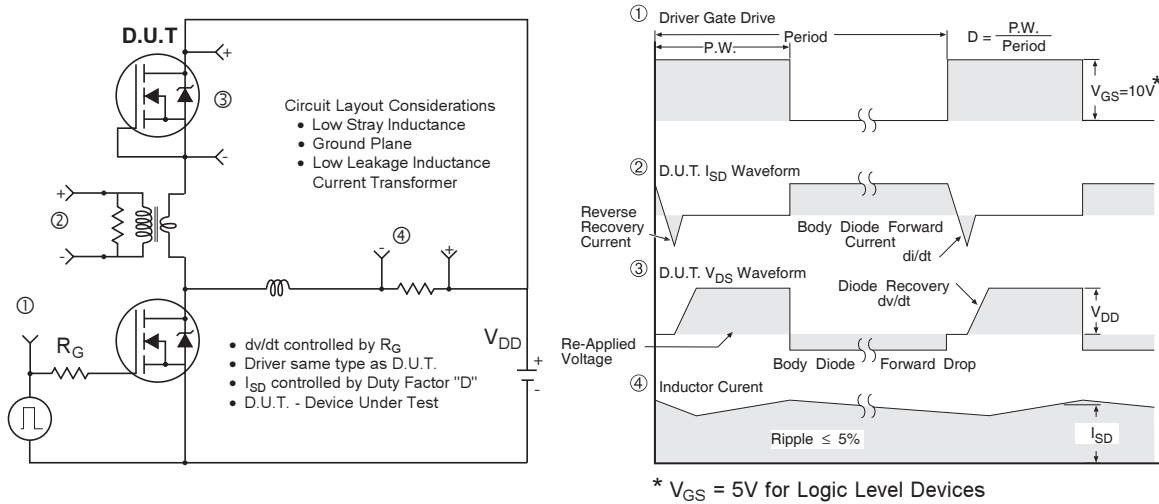 D.U.T
+
③
-
Circuit Layout Considerations
• Low Stray Inductance
• Ground Plane
• Low Leakage Inductance
Current Transformer
+
②
-
④
-
+
①
R_G
• dv/dt controlled by R_G
• Driver same type as D.U.T.
• I_SD controlled by Duty Factor "D"
• D.U.T. - Device Under Test
V_DD
+
-
① Driver Gate Drive
P.W.
Period
D = P.W. / Period
V_GS=10V*
② D.U.T. I_SD Waveform
Reverse
Recovery
Current
Body Diode Forward
Current
di/dt
③ D.U.T. V_DS Waveform
Diode Recovery
dv/dt
V_DD
Re-Applied
Voltage
Body Diode Forward Drop
④ Inductor Curent
Ripple ≤ 5%
I_SD
* V_GS = 5V for Logic Level Devices